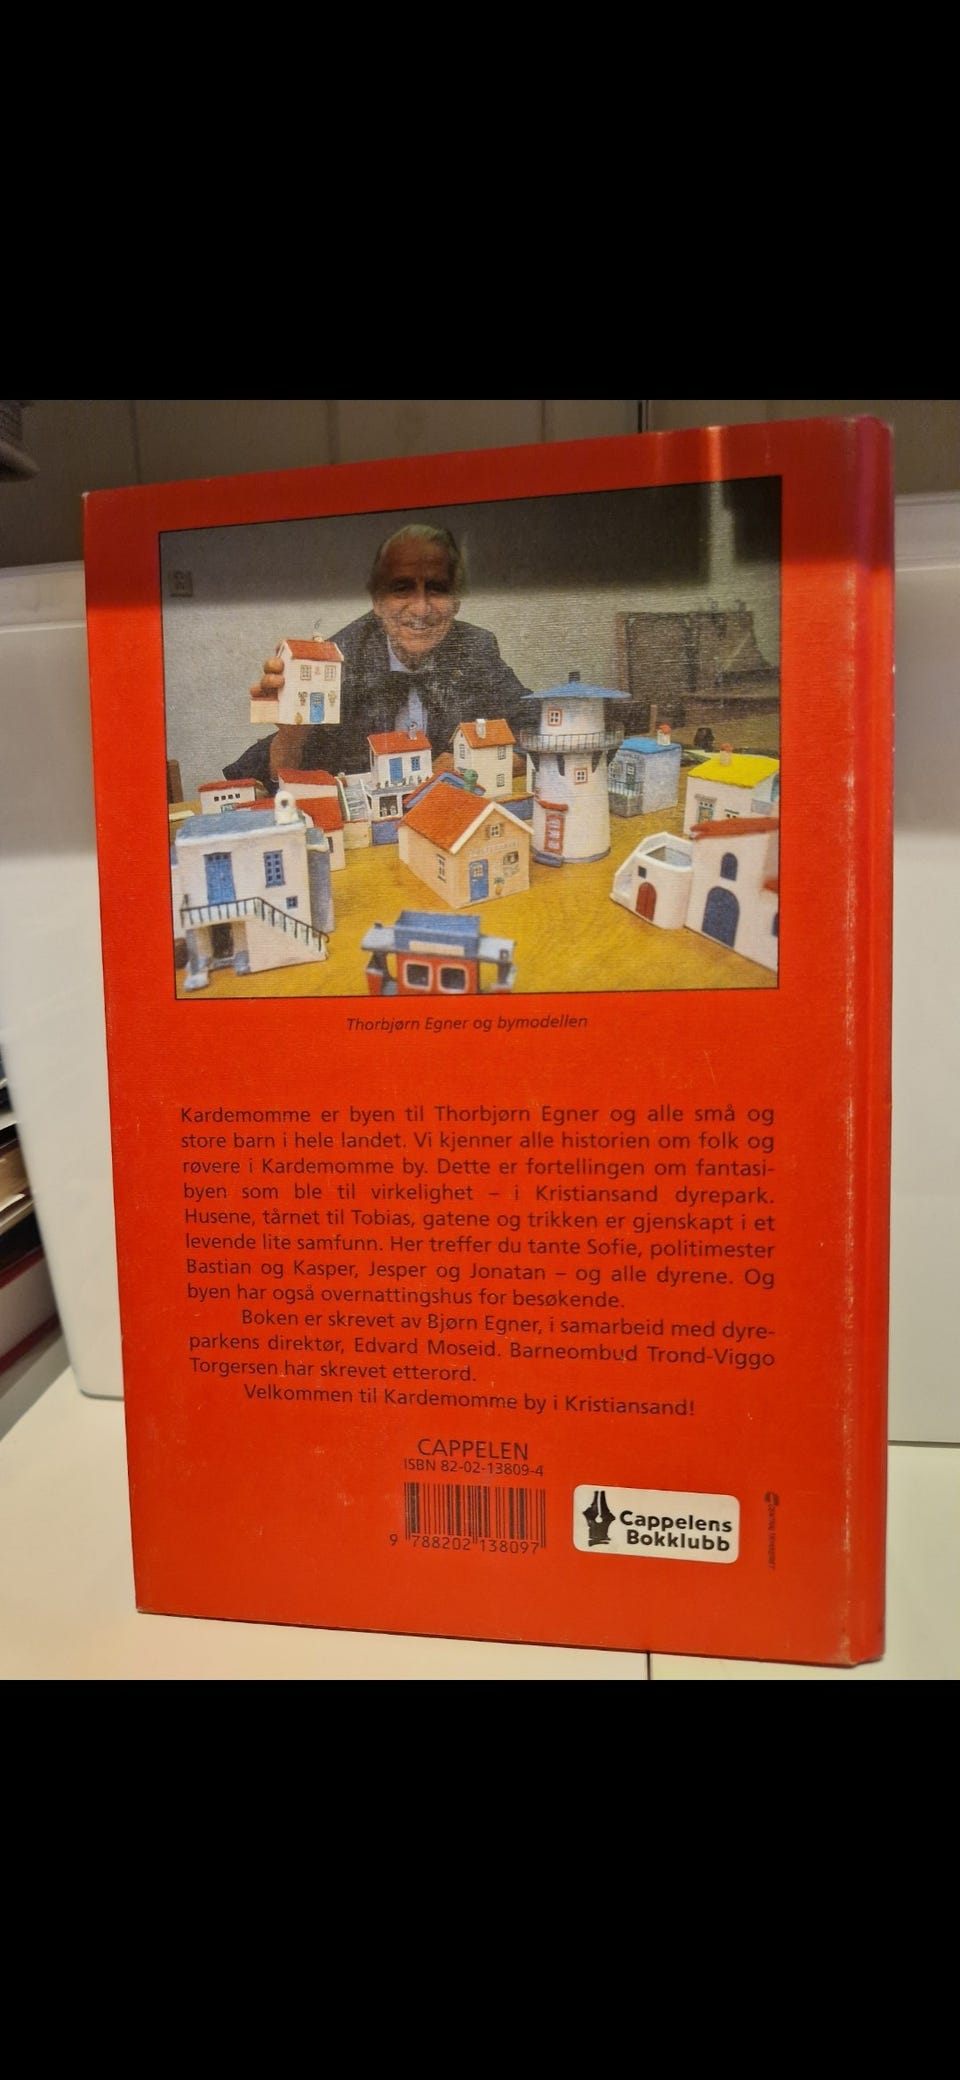 Thorbjørn Egner og bymodellen
Kardemomme er byen til Thorbjørn Egner og alle små og
store barn i hele landet. Vi kjenner alle historien om folk og
røvere i Kardemomme by. Dette er fortellingen om fantasi-
byen som ble til virkelighet – i Kristiansand dyrepark.
Husene, tårnet til Tobias, gatene og trikken er gjenskapt i et
levende lite samfunn. Her treffer du tante Sofie, politimester
Bastian og Kasper, Jesper og Jonatan – og alle dyrene. Og
byen har også overnattingshus for besøkende.
Boken er skrevet av Bjørn Egner, i samarbeid med dyre-
parkens direktør, Edvard Moseid. Barneombud Trond-Viggo
Torgersen har skrevet etterord.
Velkommen til Kardemomme by i Kristiansand!
CAPPELEN
ISBN 82-02-13809-4
9 788202 138097
Cappelens
Bokklubb